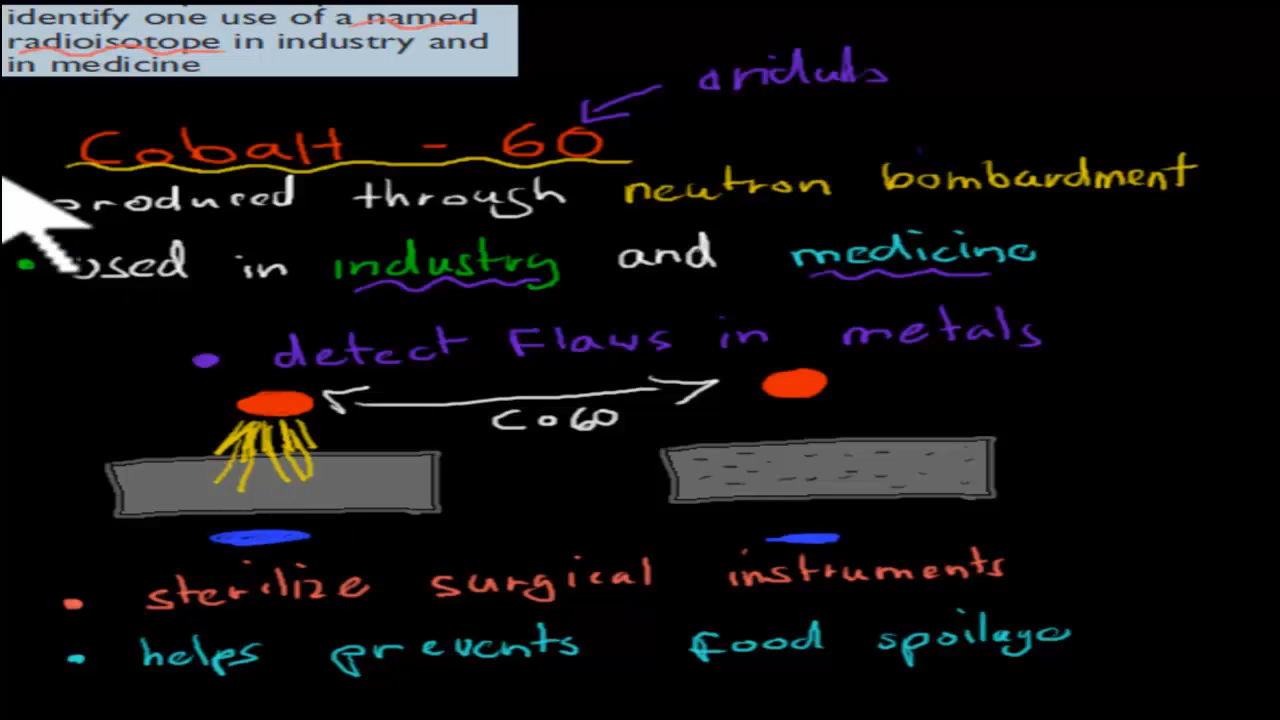 identify one use of a named
radioisotope in industry and
in medicine
Cobalt - 60
produced through neutron bombardment
• used in industry and medicine
• detect Flaws in metals
Co60
• sterilize surgical instruments
• helps prevents food spoilage